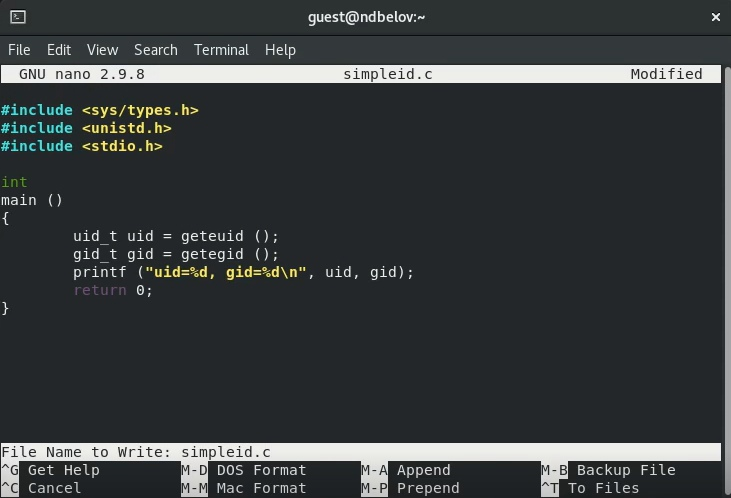 guest@ndbelov:~
File Edit View Search Terminal Help
GNU nano 2.9.8 simpleid.c Modified
#include <sys/types.h>
#include <unistd.h>
#include <stdio.h>
int
main ()
{
uid_t uid = geteuid ();
gid_t gid = getegid ();
printf ("uid=%d, gid=%d\n", uid, gid);
return 0;
}
File Name to Write: simpleid.c
^G Get Help M-D DOS Format M-A Append M-B Backup File
^C Cancel M-M Mac Format M-P Prepend ^T To Files